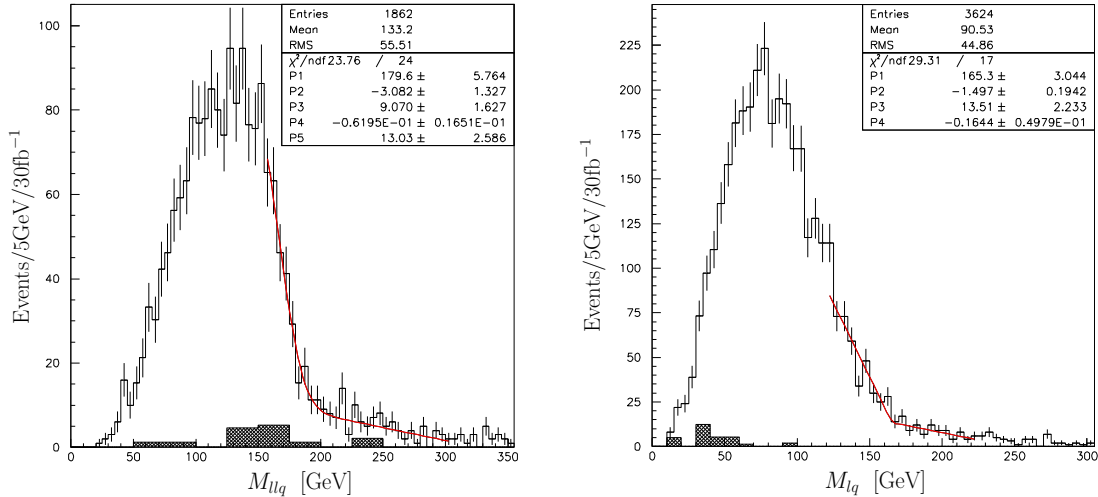 Entries 1862
Mean 133.2
RMS 55.51
χ²/ndf 23.76 / 24
P1 179.6 ± 5.764
P2 −3.082 ± 1.327
P3 9.070 ± 1.627
P4 −0.6195E−01 ± 0.1651E−01
P5 13.03 ± 2.586
100
80
60
40
20
0
0 50 100 150 200 250 300 350
Events/5GeV/30fb⁻¹
M_{llq} [GeV]
Entries 3624
Mean 90.53
RMS 44.86
χ²/ndf 29.31 / 17
P1 165.3 ± 3.044
P2 −1.497 ± 0.1942
P3 13.51 ± 2.233
P4 −0.1644 ± 0.4979E−01
225
200
175
150
125
100
75
50
25
0
0 50 100 150 200 250 300
Events/5GeV/30fb⁻¹
M_{lq} [GeV]